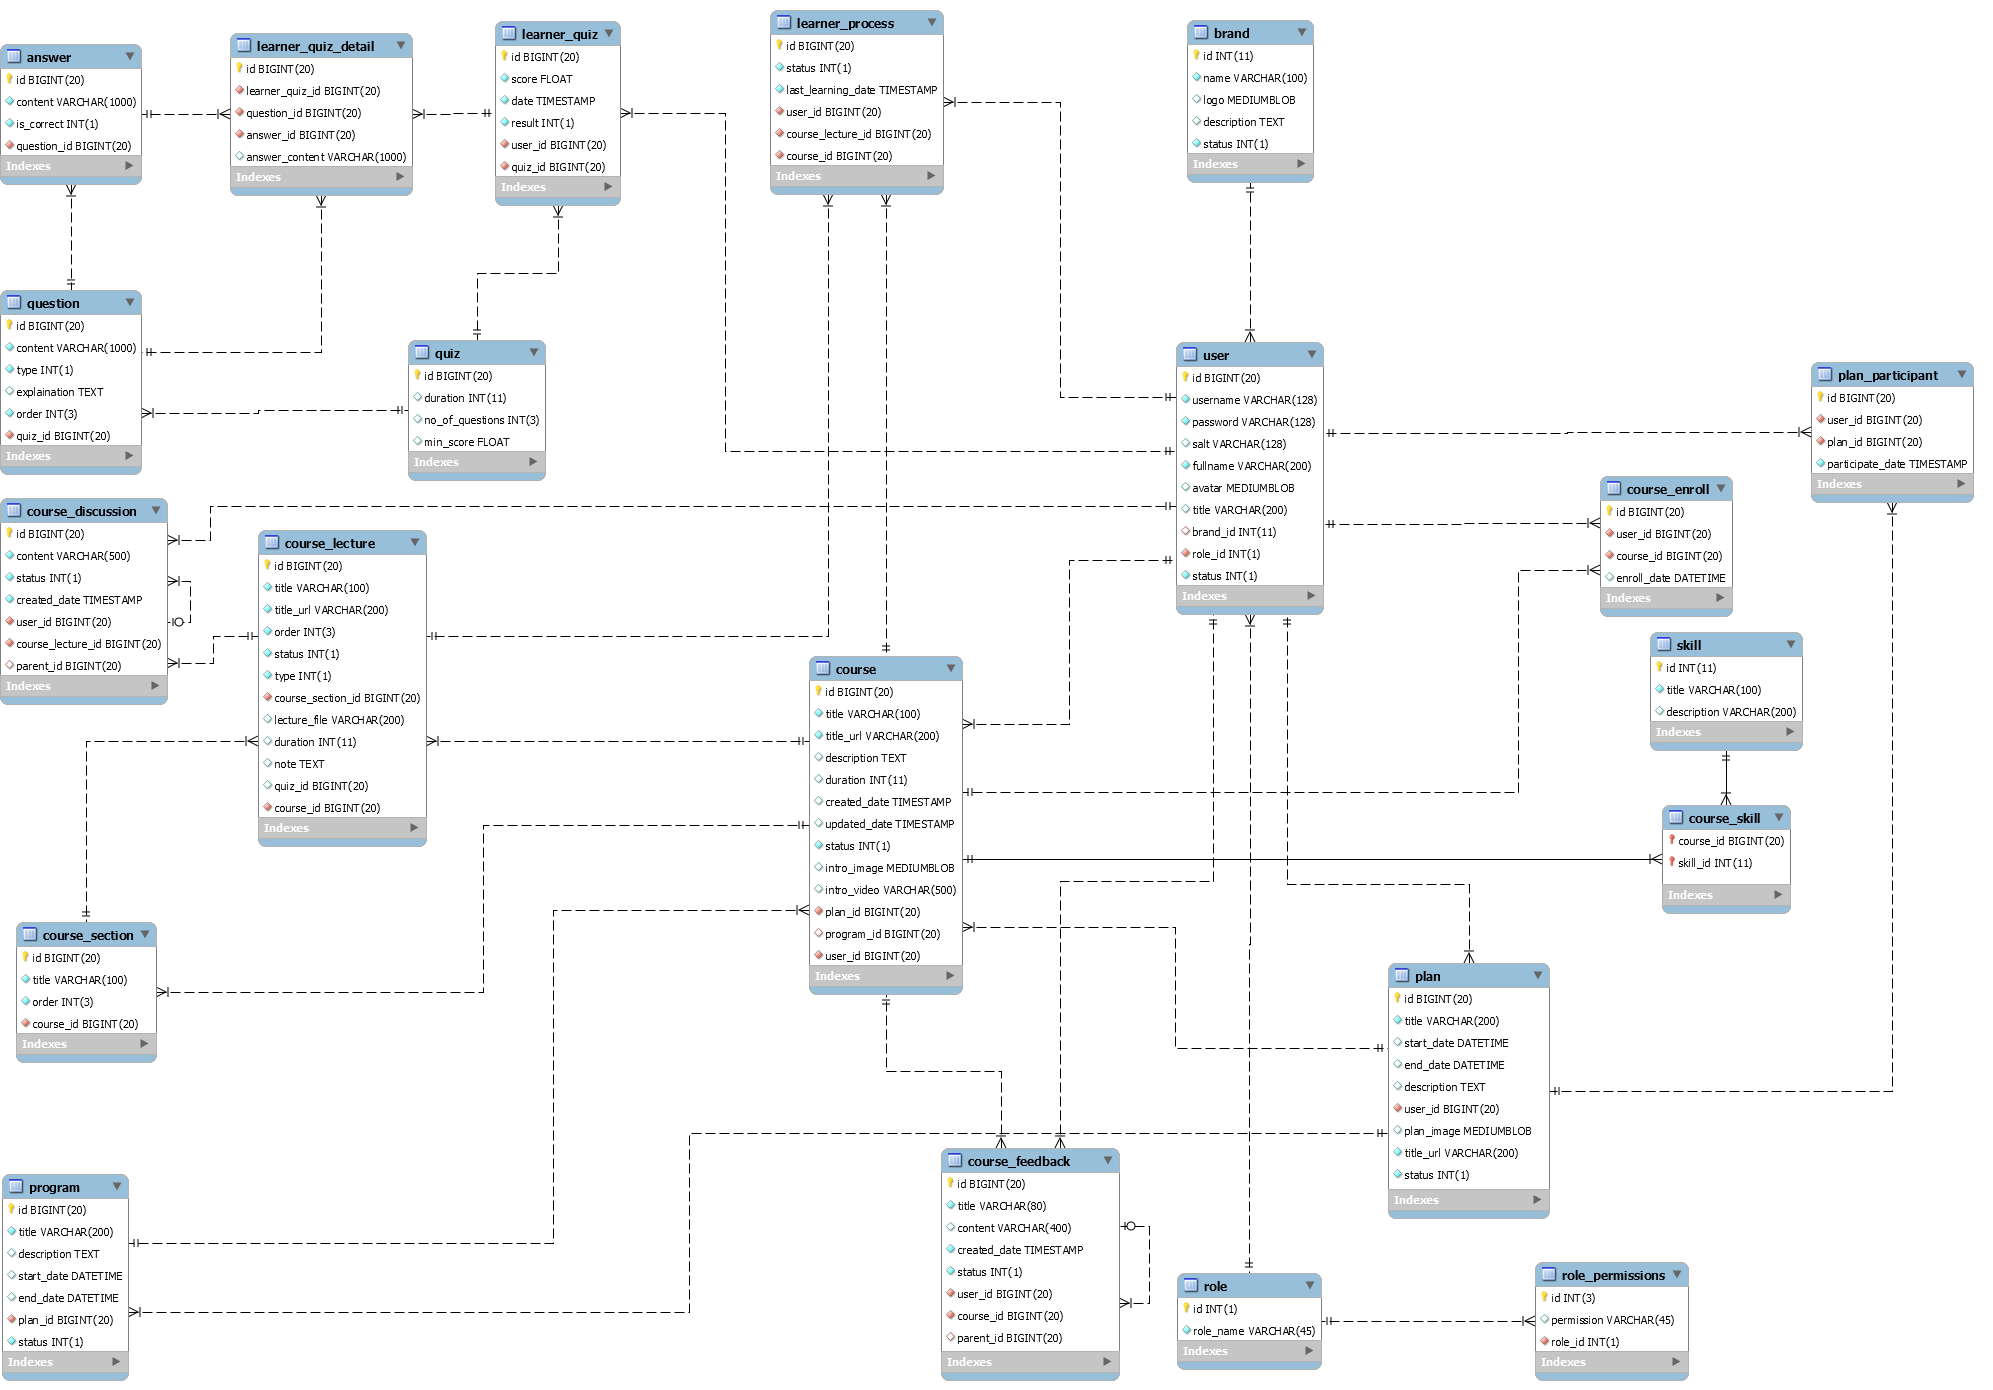 answer
id BIGINT(20)
content VARCHAR(1000)
is_correct INT(1)
question_id BIGINT(20)
Indexes
learner_quiz_detail
id BIGINT(20)
learner_quiz_id BIGINT(20)
question_id BIGINT(20)
answer_id BIGINT(20)
answer_content VARCHAR(1000)
Indexes
learner_quiz
id BIGINT(20)
score FLOAT
date TIMESTAMP
result INT(1)
user_id BIGINT(20)
quiz_id BIGINT(20)
Indexes
learner_process
id BIGINT(20)
status INT(1)
last_learning_date TIMESTAMP
user_id BIGINT(20)
course_lecture_id BIGINT(20)
course_id BIGINT(20)
Indexes
brand
id INT(11)
name VARCHAR(100)
logo MEDIUMBLOB
description TEXT
status INT(1)
Indexes
question
id BIGINT(20)
content VARCHAR(1000)
type INT(1)
explaination TEXT
order INT(3)
quiz_id BIGINT(20)
Indexes
quiz
id BIGINT(20)
duration INT(11)
no_of_questions INT(3)
min_score FLOAT
Indexes
user
id BIGINT(20)
username VARCHAR(128)
password VARCHAR(128)
salt VARCHAR(128)
fullname VARCHAR(200)
avatar MEDIUMBLOB
title VARCHAR(200)
brand_id INT(11)
role_id INT(1)
status INT(1)
Indexes
plan_participant
id BIGINT(20)
user_id BIGINT(20)
plan_id BIGINT(20)
participate_date TIMESTAMP
Indexes
course_enroll
id BIGINT(20)
user_id BIGINT(20)
course_id BIGINT(20)
enroll_date DATETIME
Indexes
course_discussion
id BIGINT(20)
content VARCHAR(500)
status INT(1)
created_date TIMESTAMP
user_id BIGINT(20)
course_lecture_id BIGINT(20)
parent_id BIGINT(20)
Indexes
course_lecture
id BIGINT(20)
title VARCHAR(100)
title_url VARCHAR(200)
order INT(3)
status INT(1)
type INT(1)
course_section_id BIGINT(20)
lecture_file VARCHAR(200)
duration INT(11)
note TEXT
quiz_id BIGINT(20)
course_id BIGINT(20)
Indexes
skill
id INT(11)
title VARCHAR(100)
description VARCHAR(200)
Indexes
course
id BIGINT(20)
title VARCHAR(100)
title_url VARCHAR(200)
description TEXT
duration INT(11)
created_date TIMESTAMP
updated_date TIMESTAMP
status INT(1)
intro_image MEDIUMBLOB
intro_video VARCHAR(500)
plan_id BIGINT(20)
program_id BIGINT(20)
user_id BIGINT(20)
Indexes
course_skill
course_id BIGINT(20)
skill_id INT(11)
Indexes
course_section
id BIGINT(20)
title VARCHAR(100)
order INT(3)
course_id BIGINT(20)
Indexes
plan
id BIGINT(20)
title VARCHAR(200)
start_date DATETIME
end_date DATETIME
description TEXT
user_id BIGINT(20)
plan_image MEDIUMBLOB
title_url VARCHAR(200)
status INT(1)
Indexes
program
id BIGINT(20)
title VARCHAR(200)
description TEXT
start_date DATETIME
end_date DATETIME
plan_id BIGINT(20)
status INT(1)
Indexes
course_feedback
id BIGINT(20)
title VARCHAR(80)
content VARCHAR(400)
created_date TIMESTAMP
status INT(1)
user_id BIGINT(20)
course_id BIGINT(20)
parent_id BIGINT(20)
Indexes
role
id INT(1)
role_name VARCHAR(45)
Indexes
role_permissions
id INT(3)
permission VARCHAR(45)
role_id INT(1)
Indexes